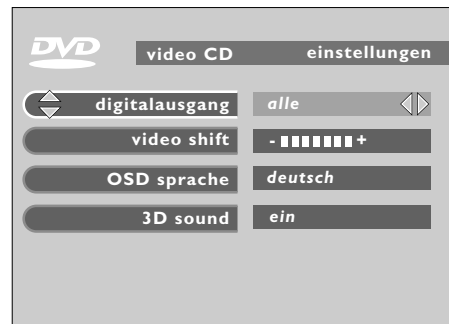 DVD
video CD einstellungen
digitalausgang alle
video shift - +
OSD sprache deutsch
3D sound ein